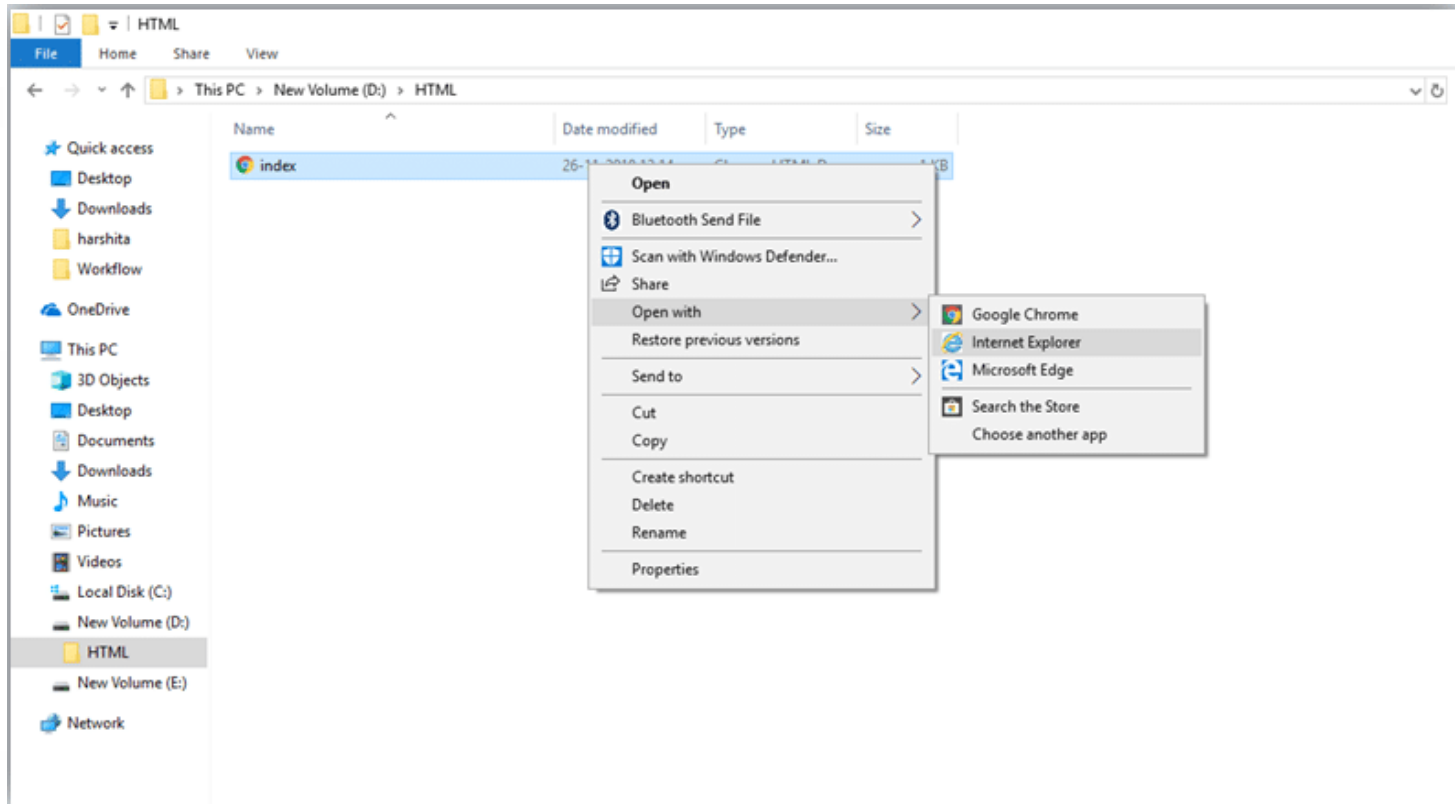 HTML
File Home Share View
This PC > New Volume (D:) > HTML
Name Date modified Type Size
Quick access
Desktop
Downloads
harshita
Workflow
OneDrive
This PC
3D Objects
Desktop
Documents
Downloads
Music
Pictures
Videos
Local Disk (C:)
New Volume (D:)
HTML
New Volume (E:)
Network
index
Open
Bluetooth Send File
Scan with Windows Defender...
Share
Open with
Restore previous versions
Send to
Cut
Copy
Create shortcut
Delete
Rename
Properties
Google Chrome
Internet Explorer
Microsoft Edge
Search the Store
Choose another app